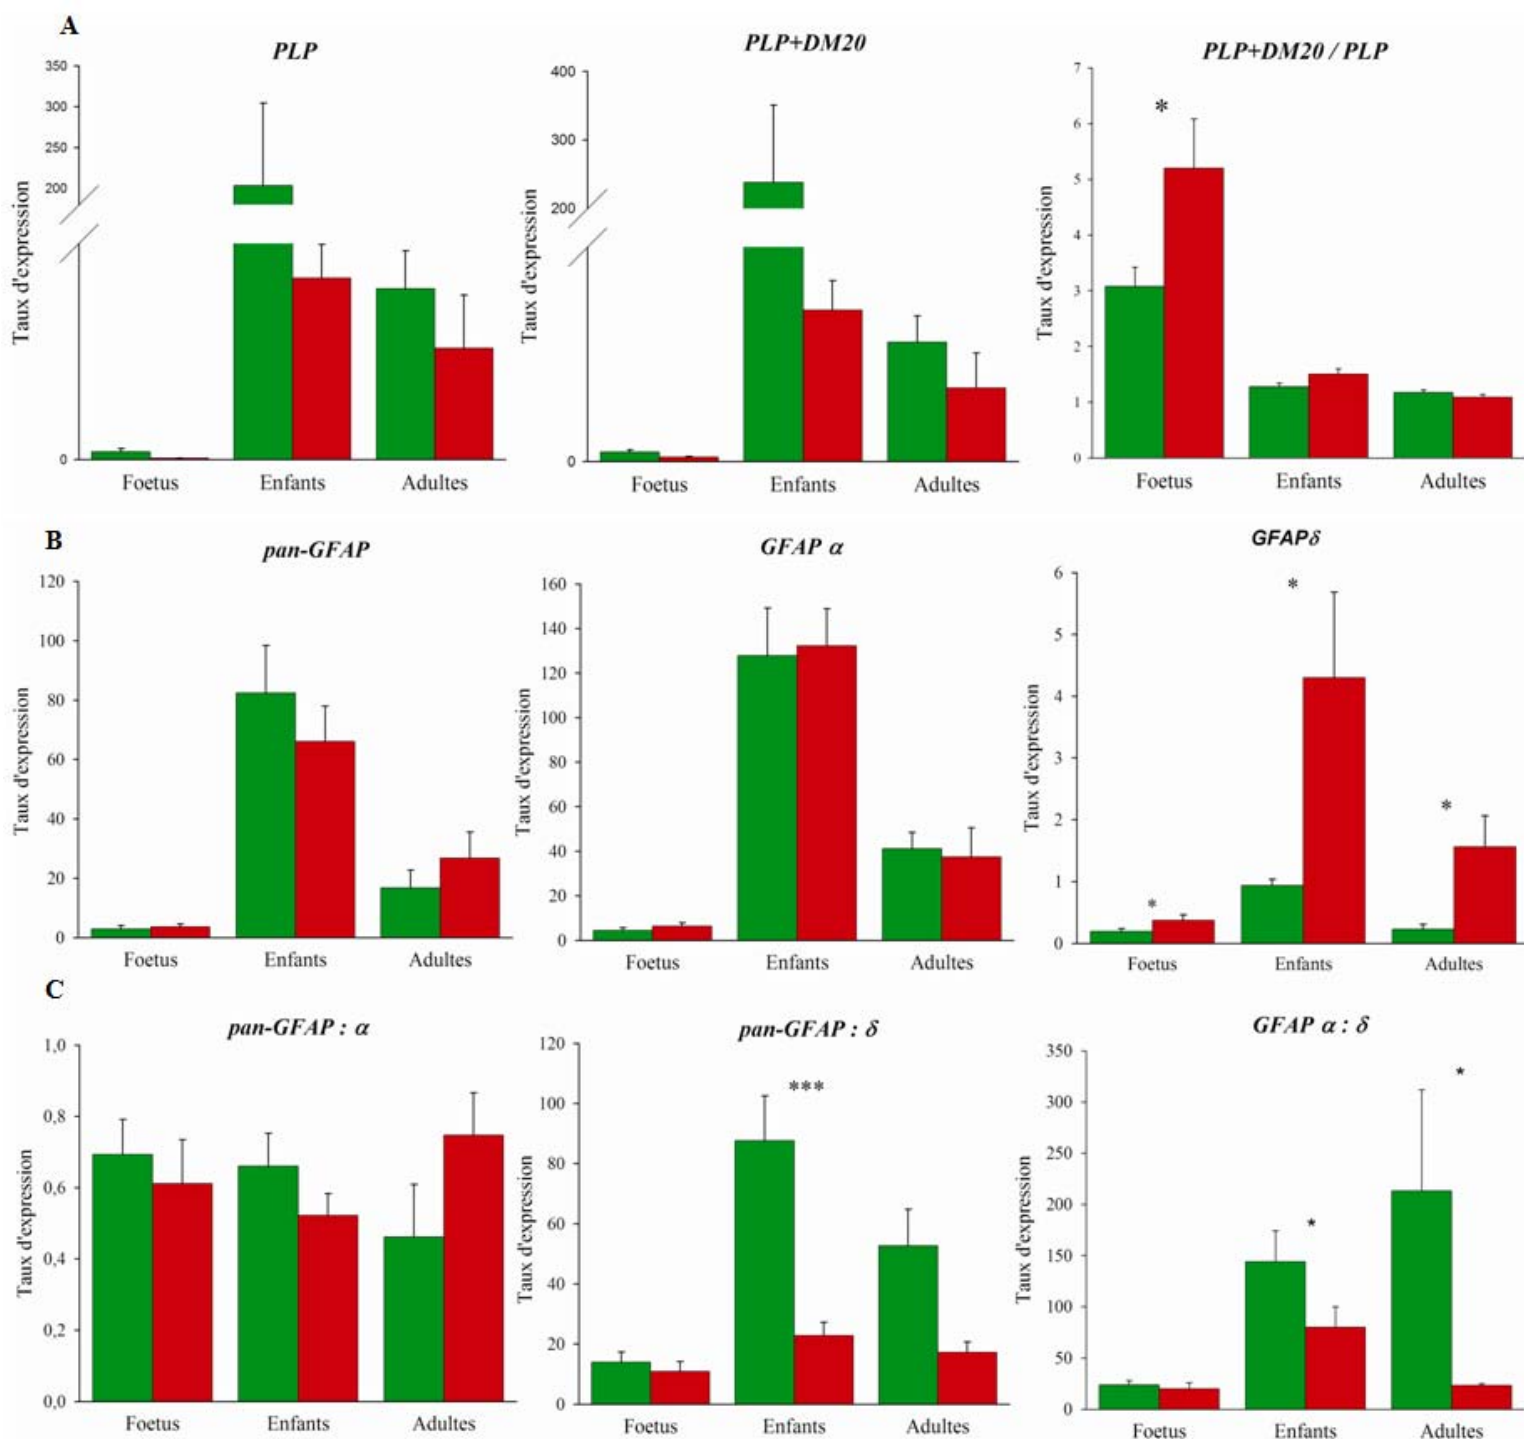 A
PLP
350
300
250
200
0
Taux d'expression
Foetus Enfants Adultes
PLP+DM20
400
300
200
0
Taux d'expression
Foetus Enfants Adultes
PLP+DM20 / PLP
7
6
5
4
3
2
1
0
Taux d'expression
*
Foetus Enfants Adultes
B
pan-GFAP
120
100
80
60
40
20
0
Taux d'expression
Foetus Enfants Adultes
GFAP α
160
140
120
100
80
60
40
20
0
Taux d'expression
Foetus Enfants Adultes
GFAPδ
6
5
4
3
2
1
0
Taux d'expression
* * *
Foetus Enfants Adultes
C
pan-GFAP : α
1,0
0,8
0,6
0,4
0,2
0,0
Taux d'expression
Foetus Enfants Adultes
pan-GFAP : δ
120
100
80
60
40
20
0
Taux d'expression
***
Foetus Enfants Adultes
GFAP α : δ
350
300
250
200
150
100
50
0
Taux d'expression
* *
Foetus Enfants Adultes